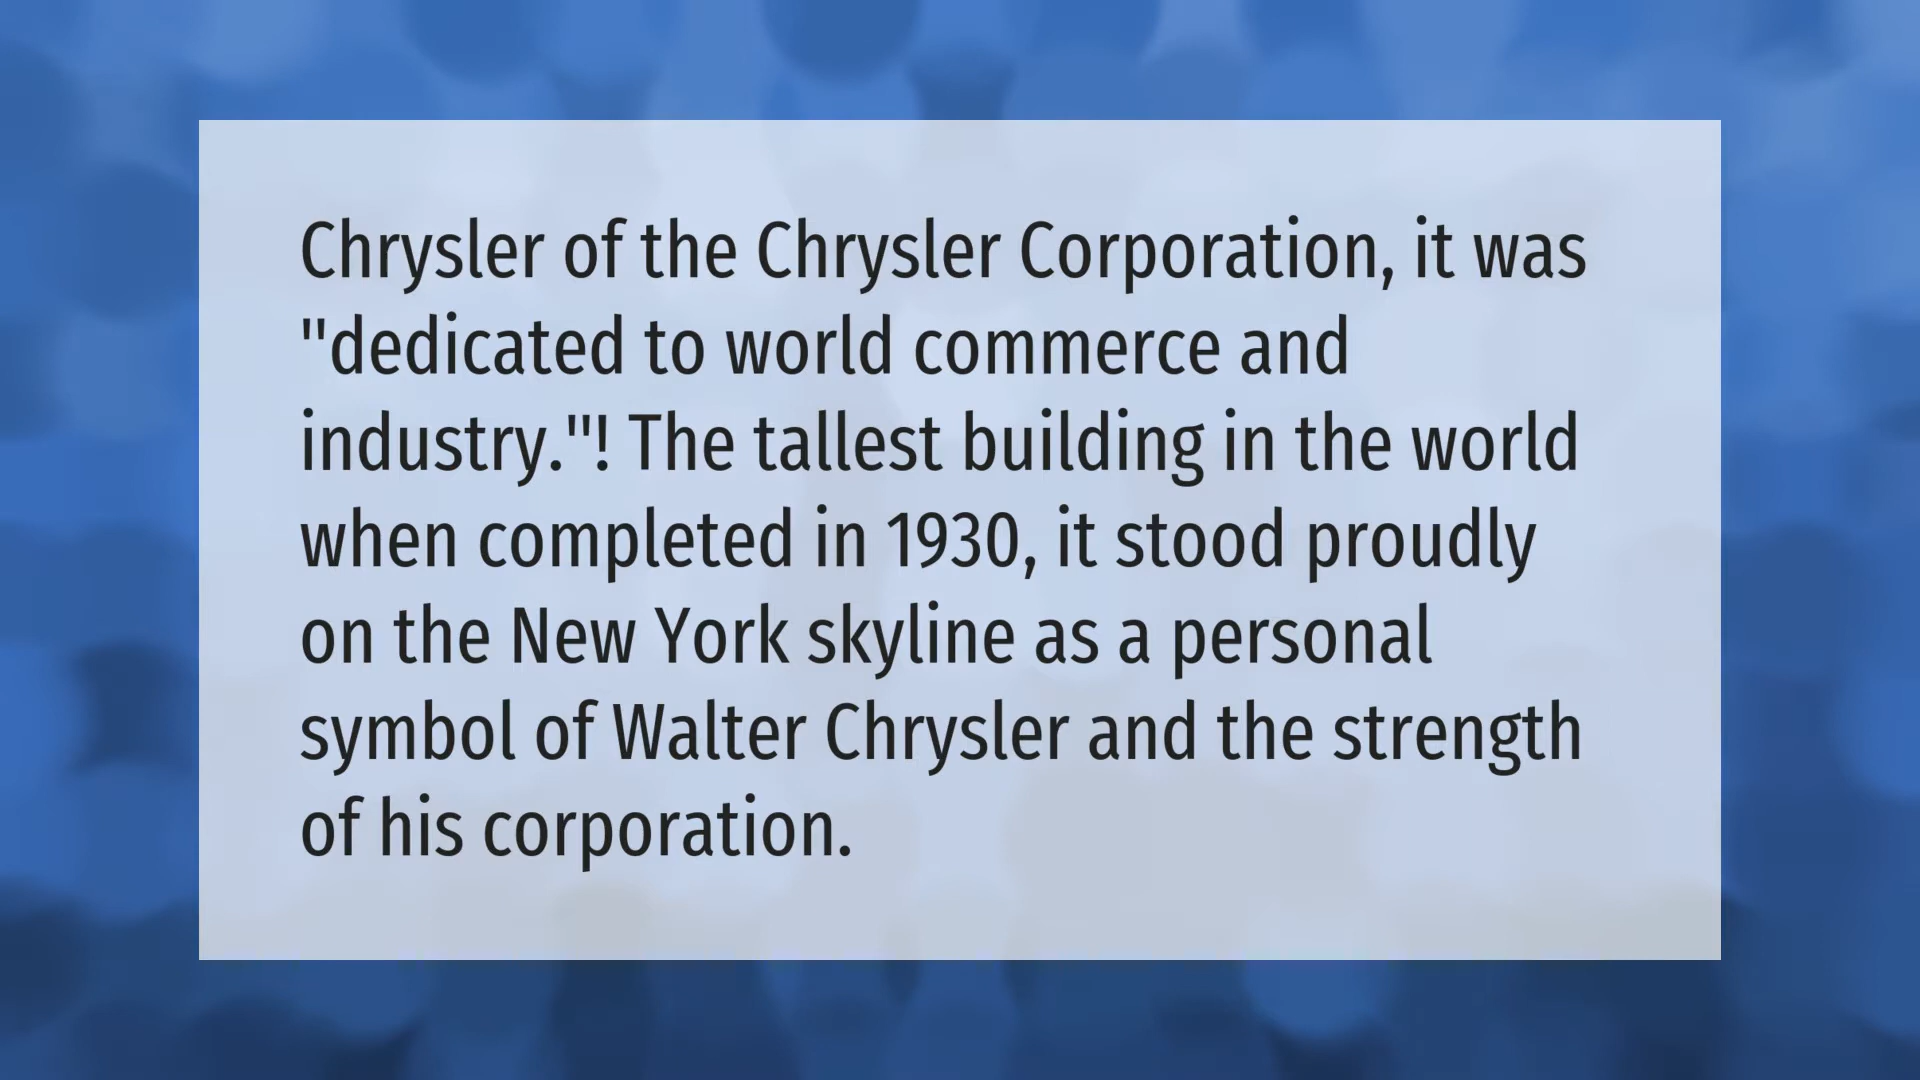 Chrysler of the Chrysler Corporation, it was
"dedicated to world commerce and
industry."! The tallest building in the world
when completed in 1930, it stood proudly
on the New York skyline as a personal
symbol of Walter Chrysler and the strength
of his corporation.